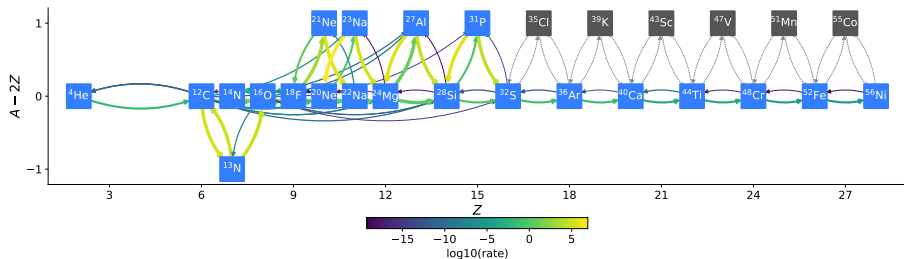 ²¹Ne ²³Na ²⁷Al ³¹P ³⁵Cl ³⁹K ⁴³Sc ⁴⁷V ⁵¹Mn ⁵⁵Co
⁴He ¹²C ¹⁴N ¹⁶O ¹⁸F ²⁰Ne ²²Na ²⁴Mg ²⁸Si ³²S ³⁶Ar ⁴⁰Ca ⁴⁴Ti ⁴⁸Cr ⁵²Fe ⁵⁶Ni
¹³N
A − 2Z
1
0
−1
3 6 9 12 15 18 21 24 27
Z
−15 −10 −5 0 5
log10(rate)